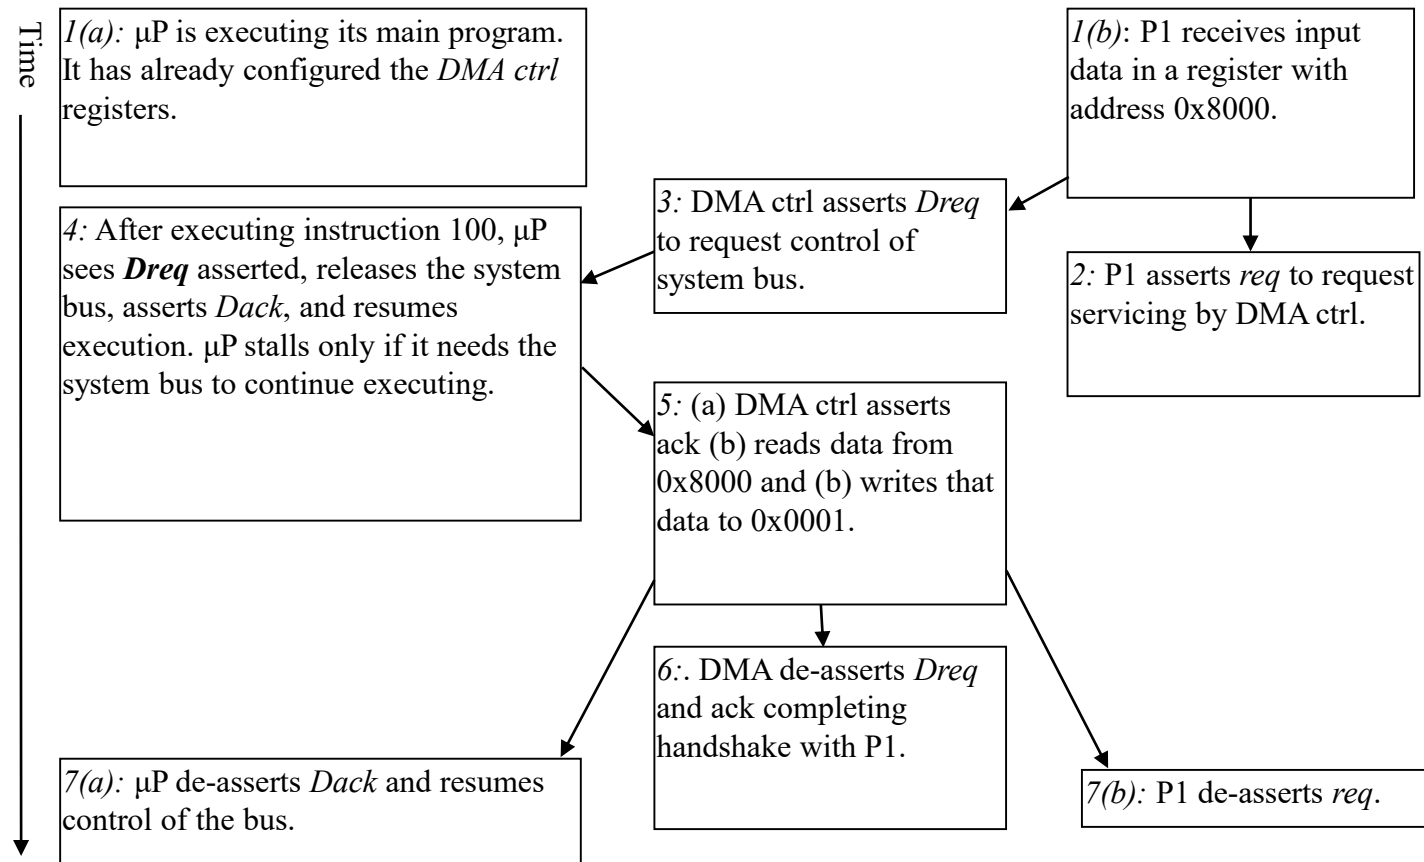 Time
1(a): μP is executing its main program.
It has already configured the DMA ctrl
registers.
1(b): P1 receives input
data in a register with
address 0x8000.
2: P1 asserts req to request
servicing by DMA ctrl.
3: DMA ctrl asserts Dreq
to request control of
system bus.
4: After executing instruction 100, μP
sees Dreq asserted, releases the system
bus, asserts Dack, and resumes
execution. μP stalls only if it needs the
system bus to continue executing.
5: (a) DMA ctrl asserts
ack (b) reads data from
0x8000 and (b) writes that
data to 0x0001.
6:. DMA de-asserts Dreq
and ack completing
handshake with P1.
7(a): μP de-asserts Dack and resumes
control of the bus.
7(b): P1 de-asserts req.